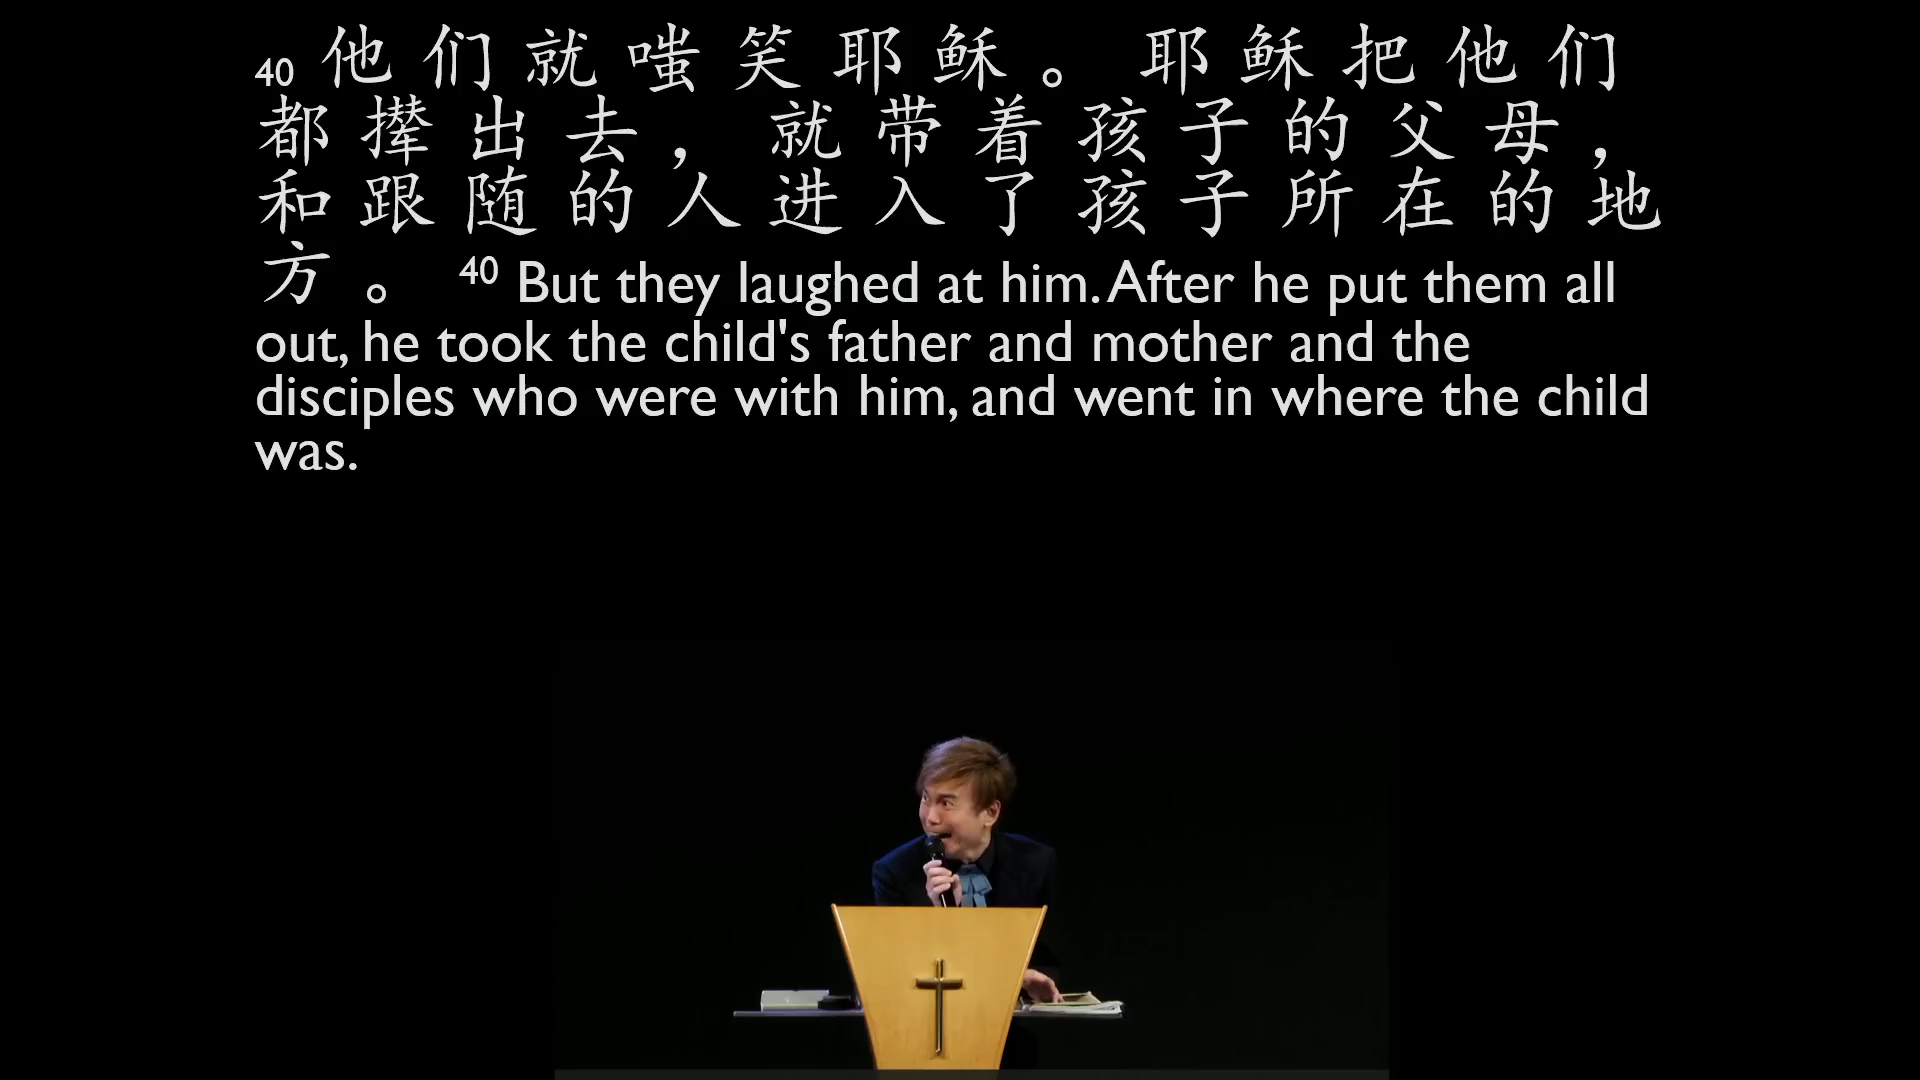 40 他们就嗤笑耶稣。 耶稣把他们
都撵出去, 就带着孩子的父母,
和跟随的人进入了孩子所在的地
方。 40 But they laughed at him. After he put them all
out, he took the child's father and mother and the
disciples who were with him, and went in where the child
was.